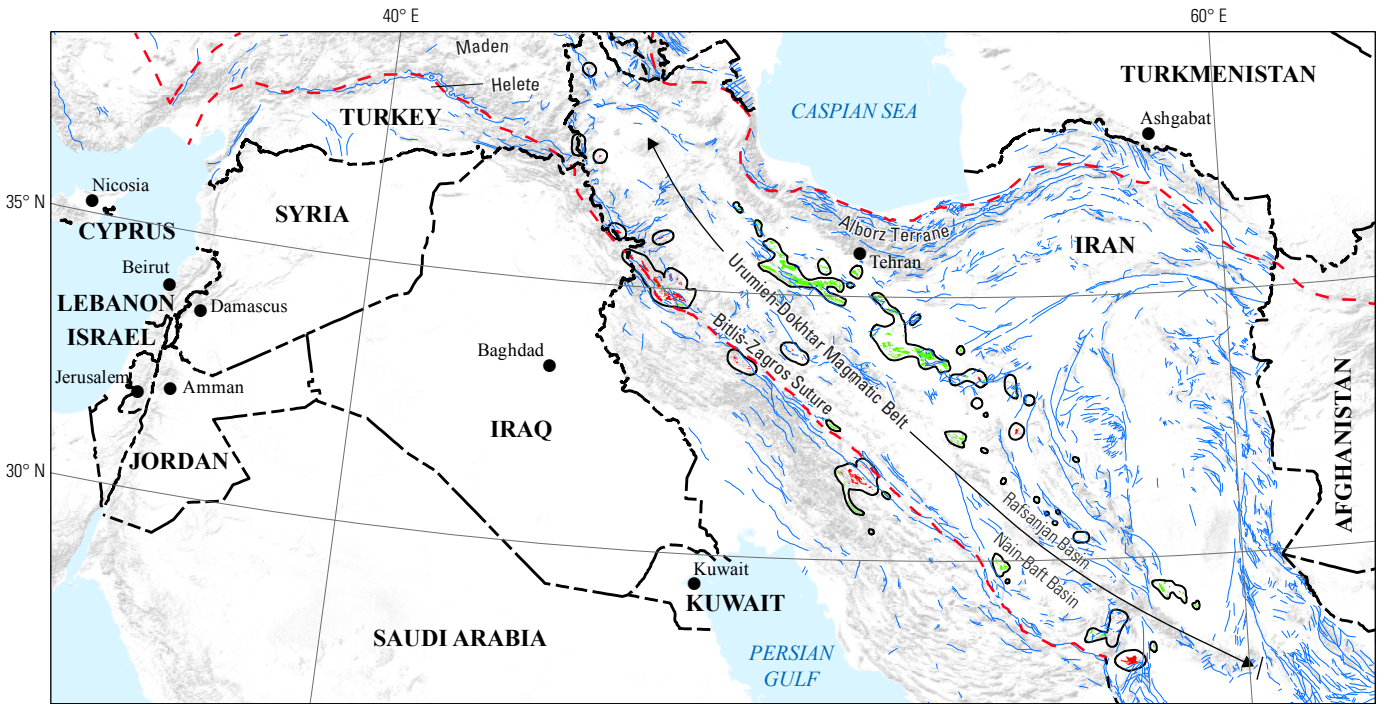 40° E
60° E
Maden
Helete
TURKEY
CASPIAN SEA
TURKMENISTAN
Ashgabat
35° N
Nicosia
CYPRUS
SYRIA
Alborz Terrane
Tehran
IRAN
Beirut
LEBANON
Damascus
ISRAEL
Urumieh-Dokhtar Magmatic Belt
Bitlis-Zagros Suture
Baghdad
Jerusalem
Amman
IRAQ
JORDAN
AFGHANISTAN
30° N
Rafsanjan Basin
Nain-Baft Basin
Kuwait
KUWAIT
SAUDI ARABIA
PERSIAN
GULF